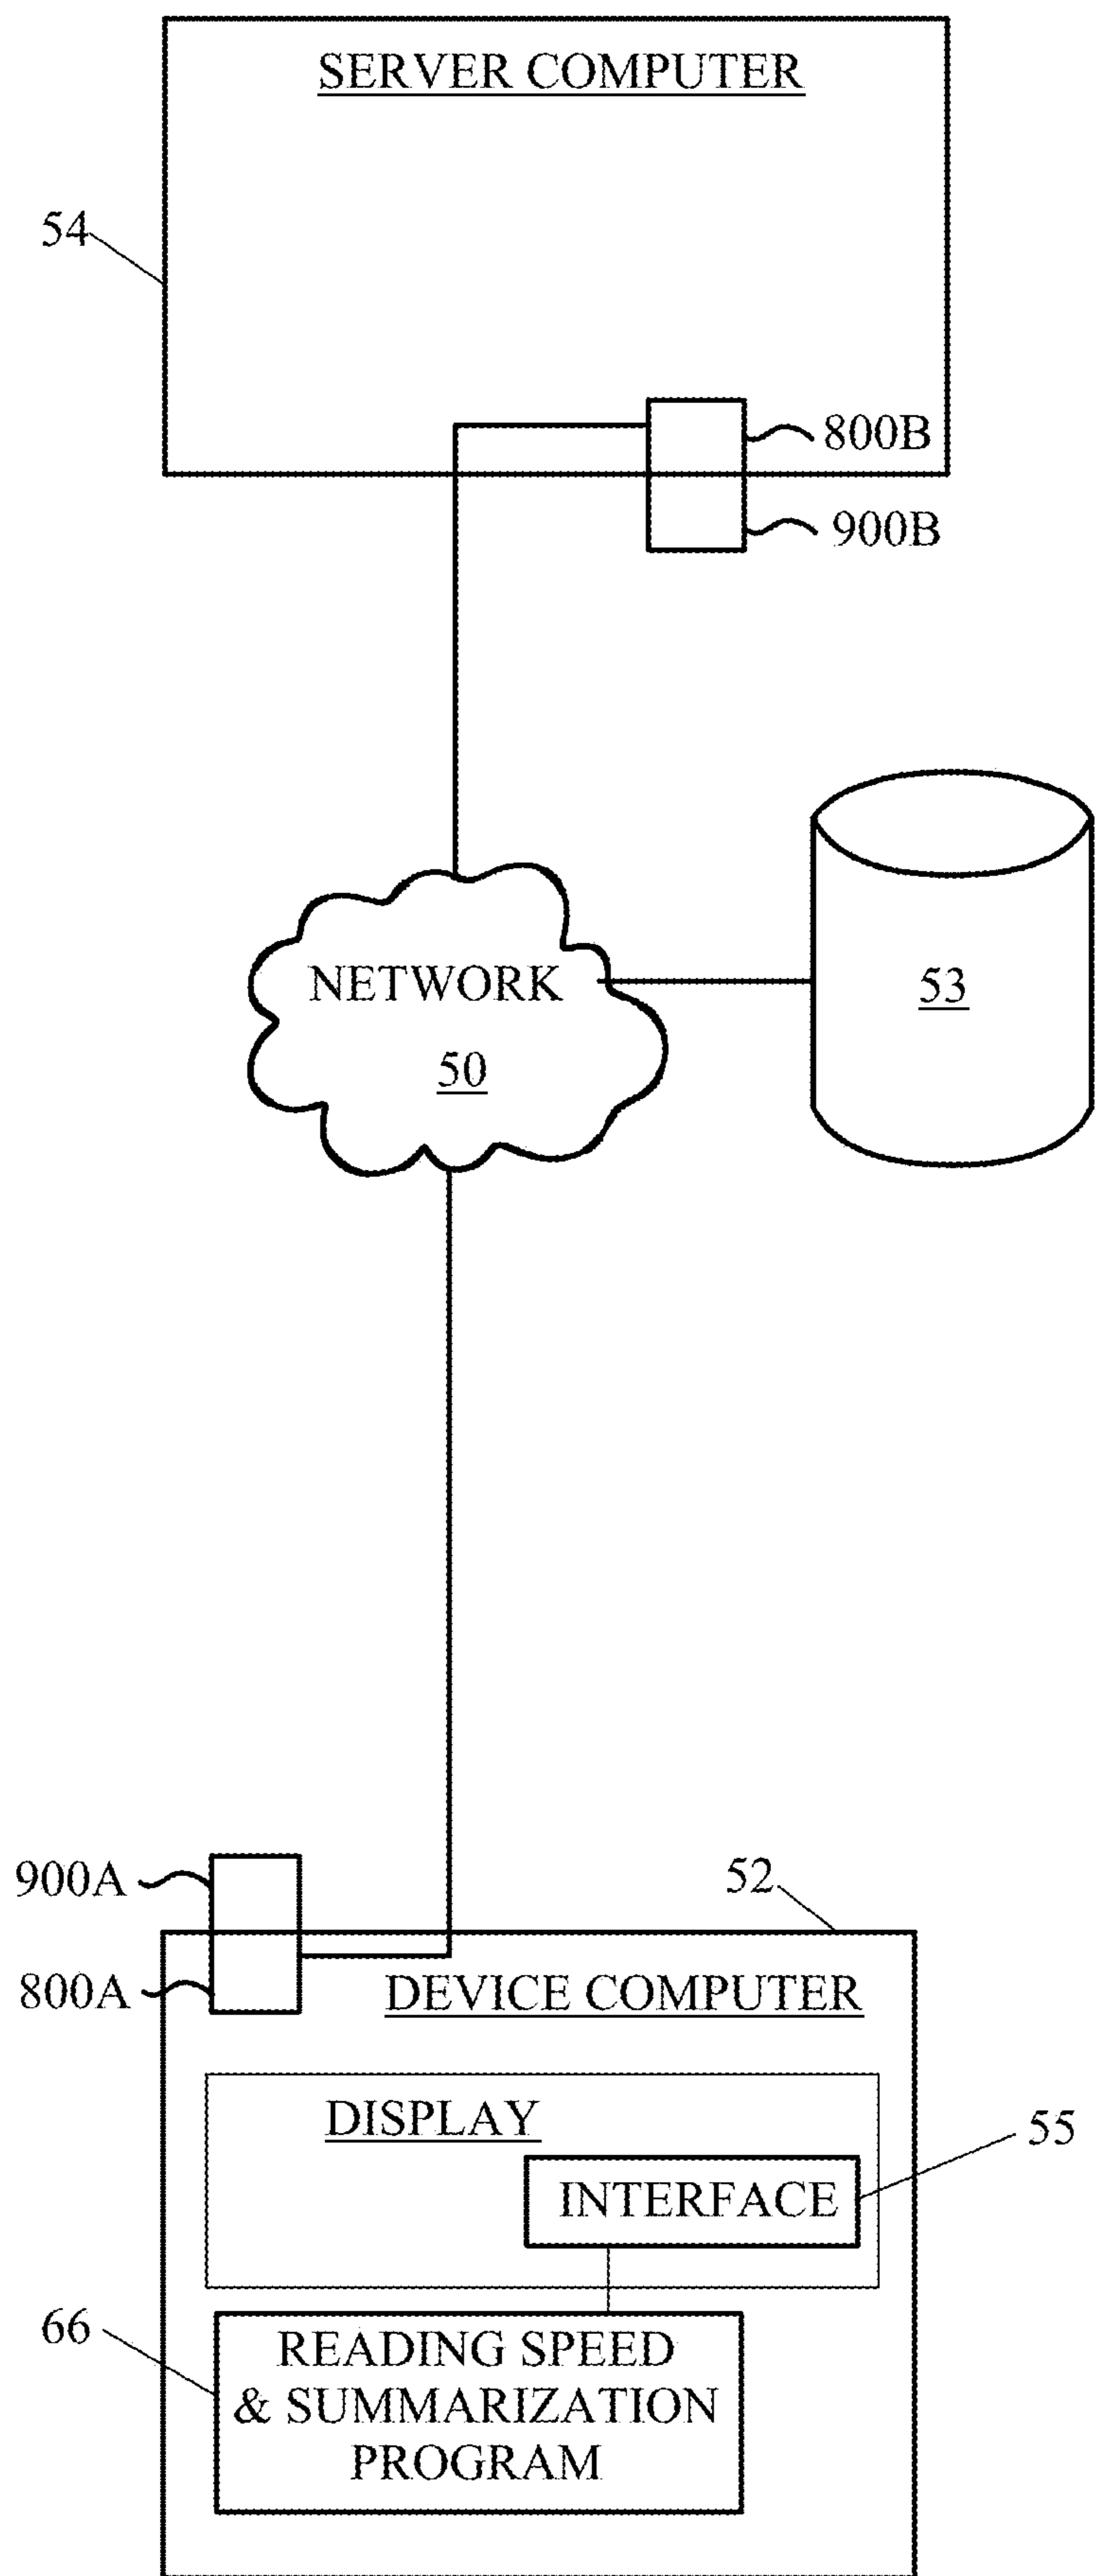 SERVER COMPUTER
54
800B
900B
NETWORK
50
53
900A
52
800A
DEVICE COMPUTER
DISPLAY
55
INTERFACE
66
READING SPEED
& SUMMARIZATION
PROGRAM